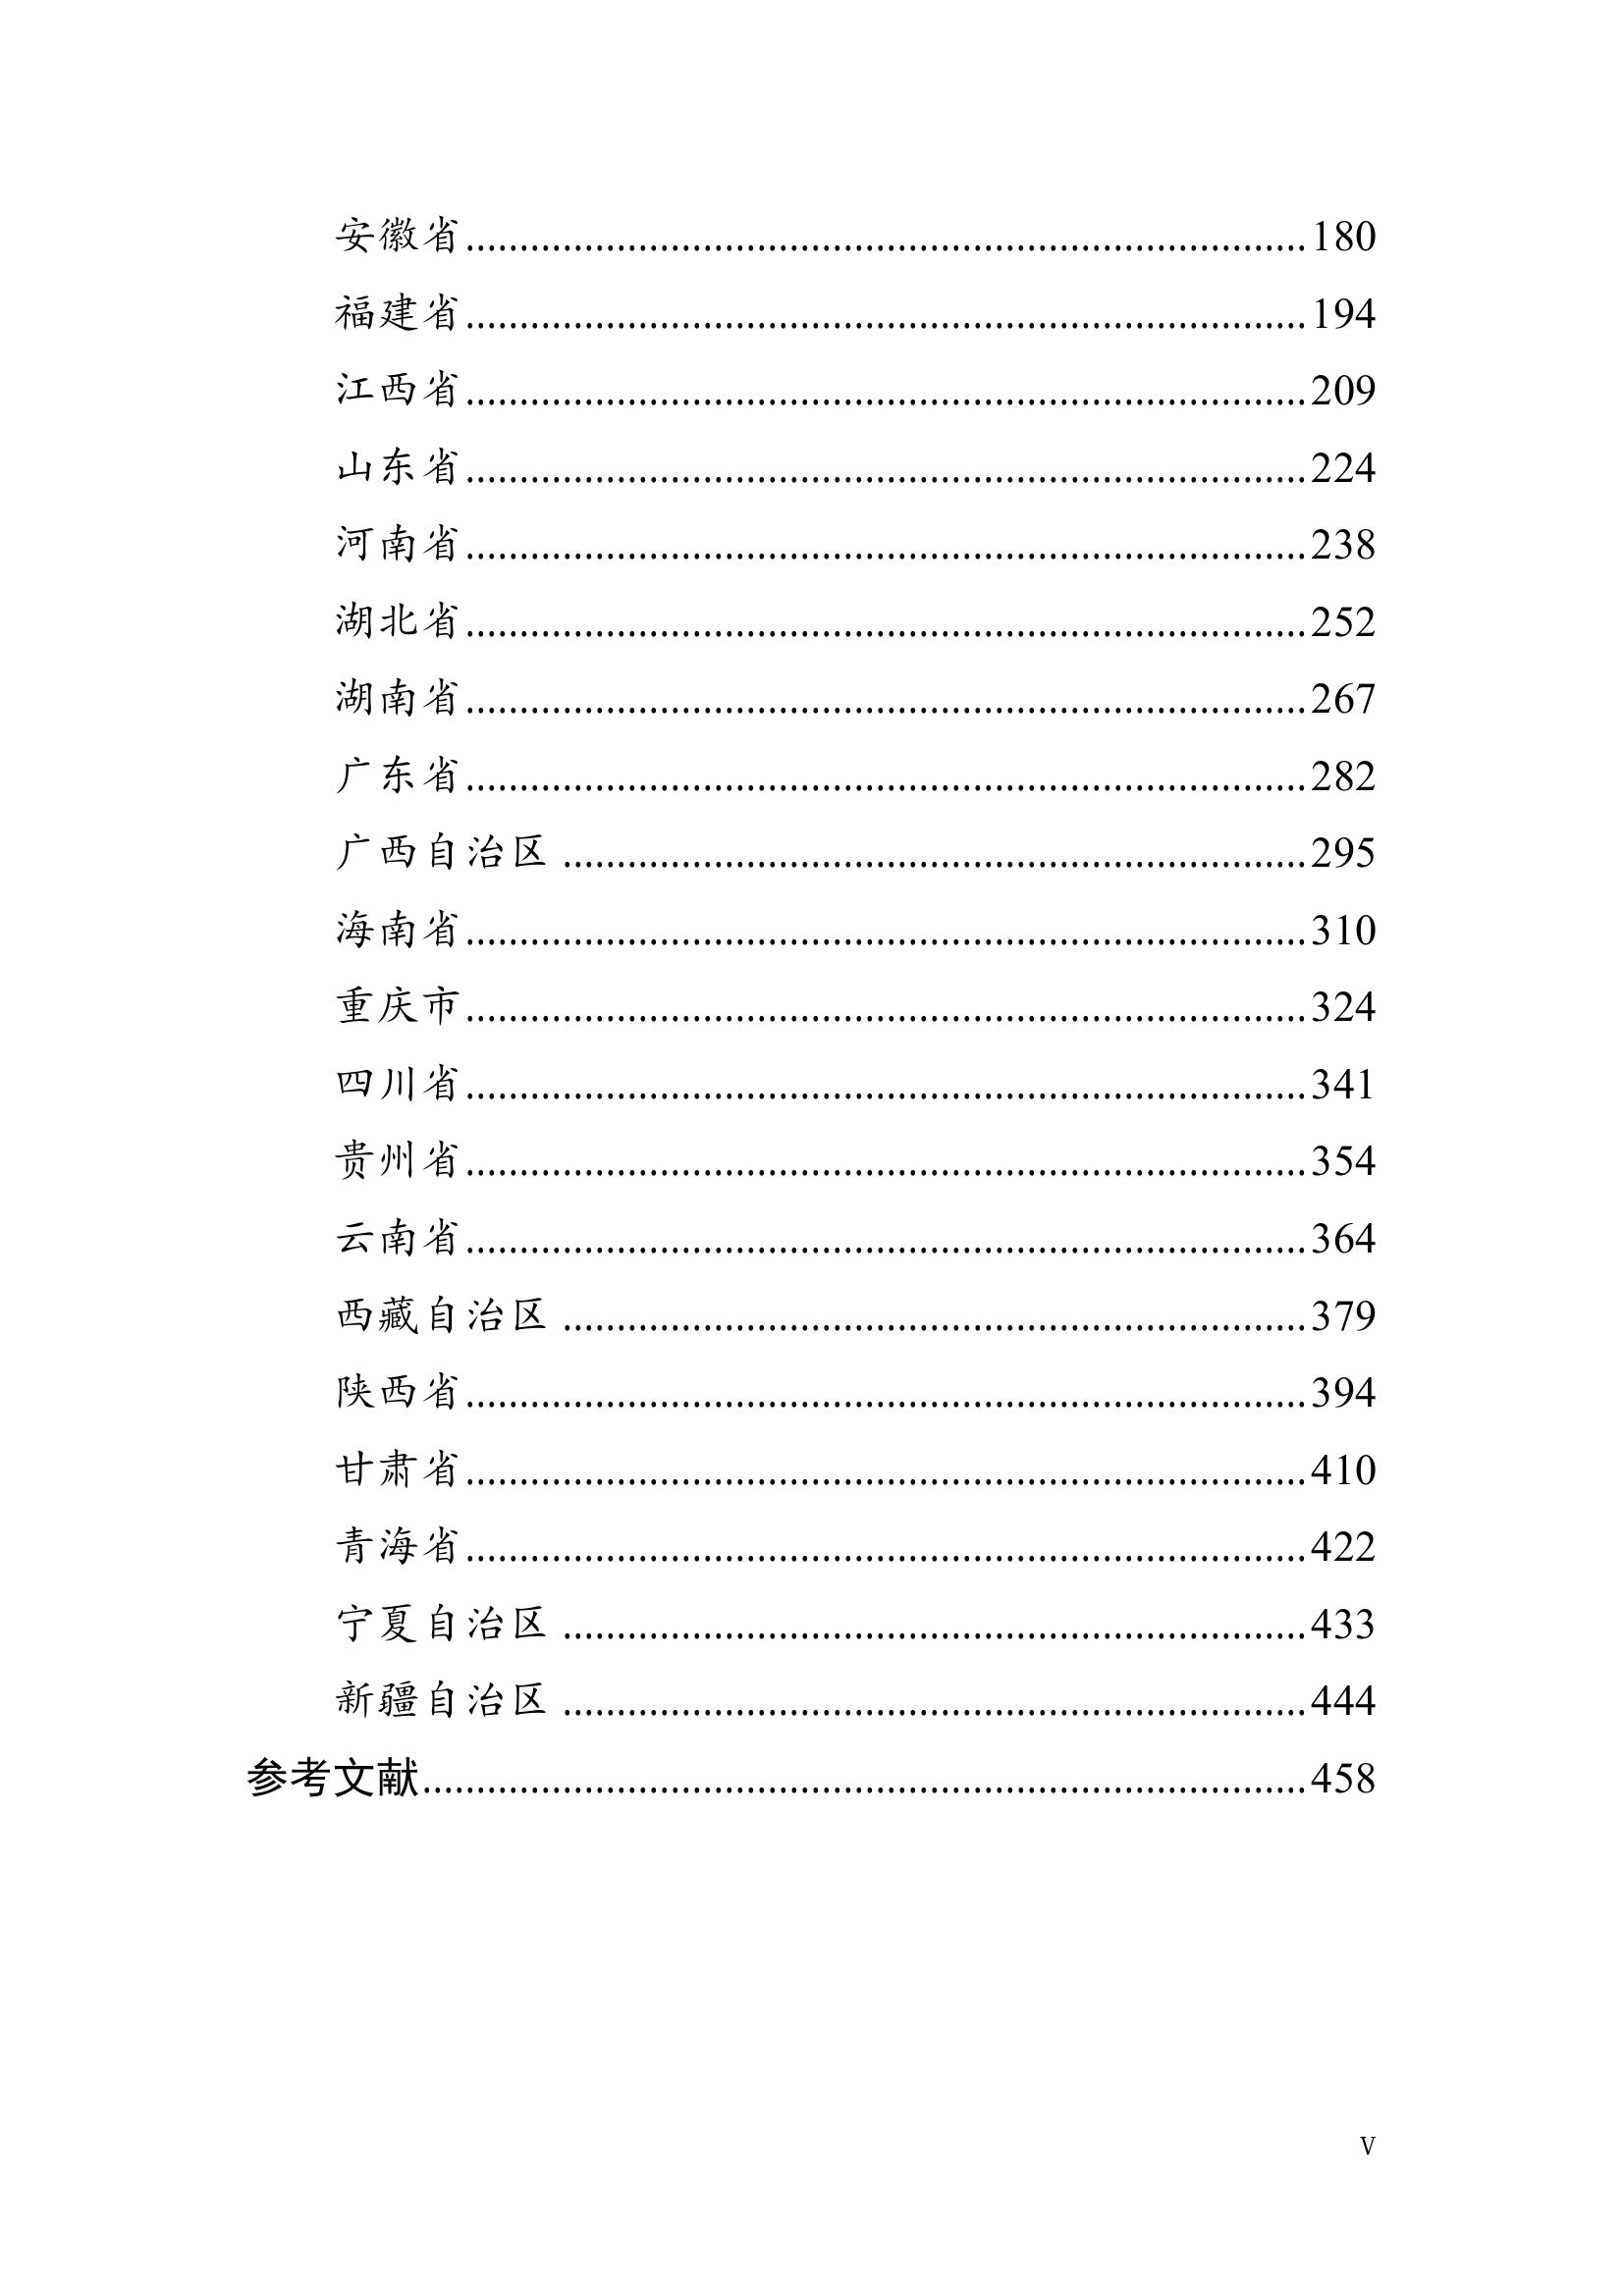 安徽省................................................................................180
福建省................................................................................194
江西省................................................................................209
山东省................................................................................224
河南省................................................................................238
湖北省................................................................................252
湖南省................................................................................267
广东省................................................................................282
广西自治区 ......................................................................295
海南省................................................................................310
重庆市................................................................................324
四川省................................................................................341
贵州省................................................................................354
云南省................................................................................364
西藏自治区 ......................................................................379
陕西省................................................................................394
甘肃省................................................................................410
青海省................................................................................422
宁夏自治区 ......................................................................433
新疆自治区 ......................................................................444
参考文献....................................................................................458
V